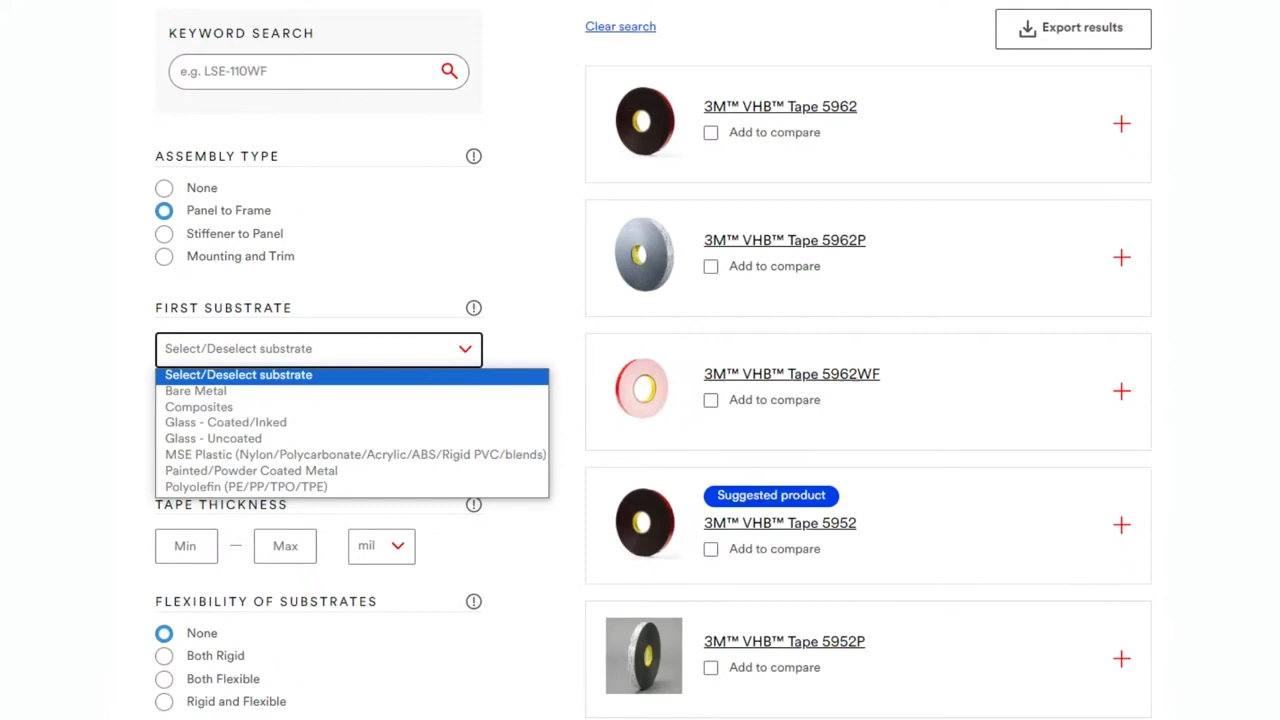 KEYWORD SEARCH
e.g. LSE-110WF
ASSEMBLY TYPE
None
Panel to Frame
Stiffener to Panel
Mounting and Trim
FIRST SUBSTRATE
Select/Deselect substrate
Select/Deselect substrate
Bare Metal
Composites
Glass - Coated/Inked
Glass - Uncoated
MSE Plastic (Nylon/Polycarbonate/Acrylic/ABS/Rigid PVC/blends)
Painted/Powder Coated Metal
Polyolefin (PE/PP/TPO/TPE)
TAPE THICKNESS
Min — Max mil
FLEXIBILITY OF SUBSTRATES
None
Both Rigid
Both Flexible
Rigid and Flexible
Clear search
Export results
3M™ VHB™ Tape 5962
Add to compare
3M™ VHB™ Tape 5962P
Add to compare
3M™ VHB™ Tape 5962WF
Add to compare
Suggested product
3M™ VHB™ Tape 5952
Add to compare
3M™ VHB™ Tape 5952P
Add to compare